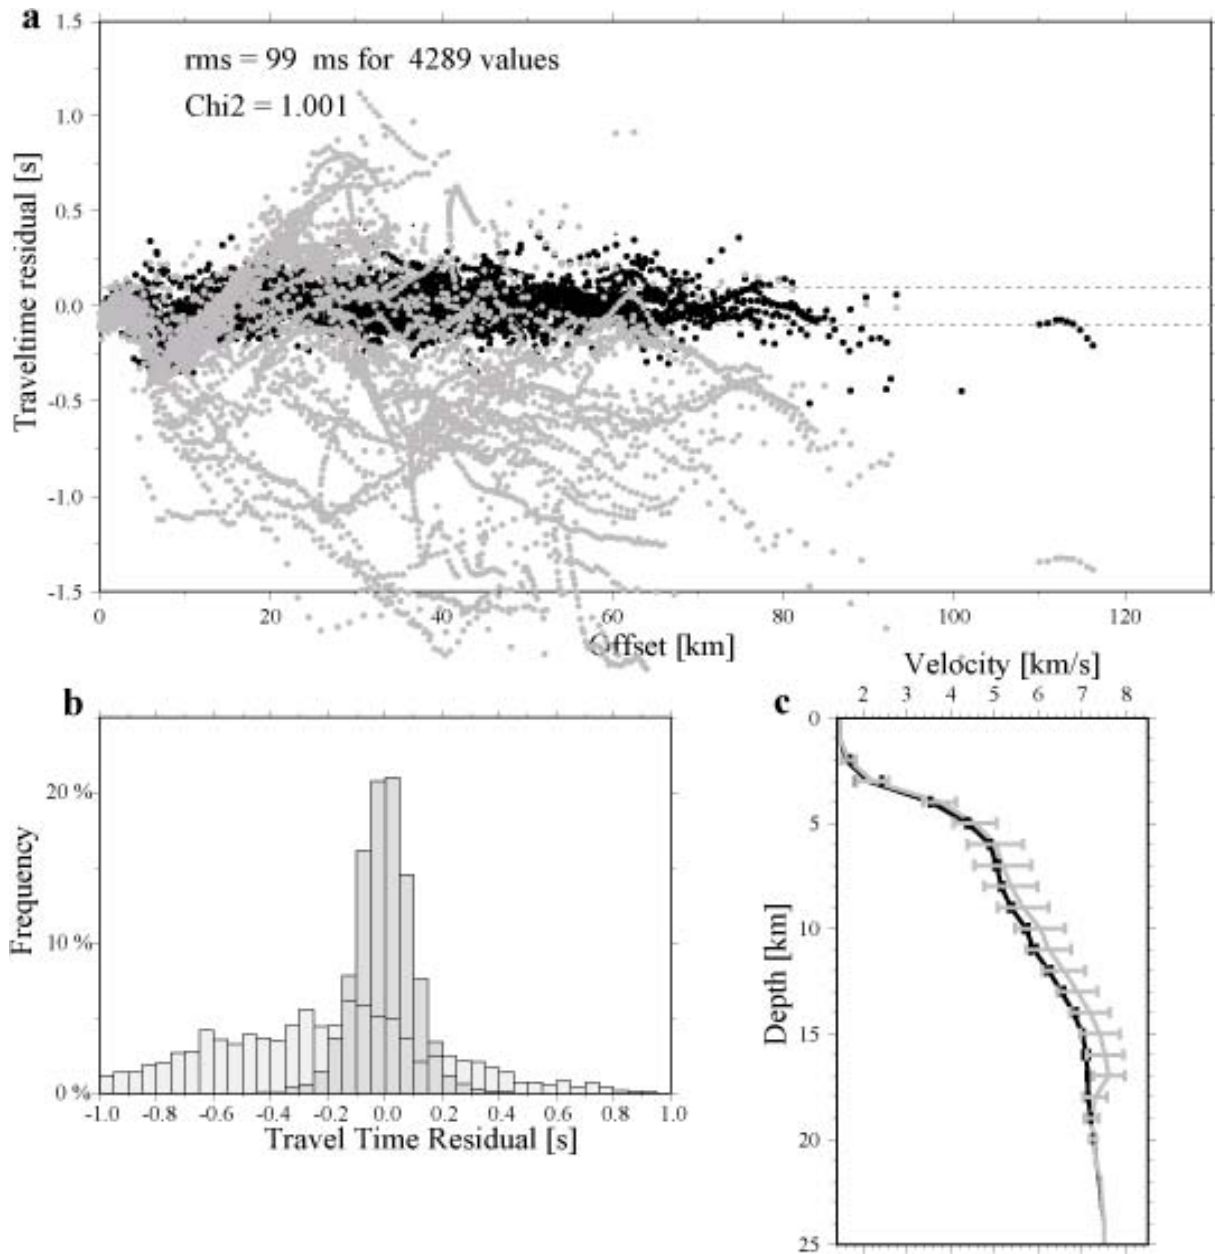 a
1.5
1.0
0.5
0.0
-0.5
-1.0
-1.5
Traveltime residual [s]
rms = 99 ms for 4289 values
Chi2 = 1.001
0 20 40 60 80 100 120
Offset [km]
b
20 %
10 %
0 %
Frequency
-1.0 -0.8 -0.6 -0.4 -0.2 0.0 0.2 0.4 0.6 0.8 1.0
Travel Time Residual [s]
c
Velocity [km/s]
2 3 4 5 6 7 8
0
5
10
15
20
25
Depth [km]